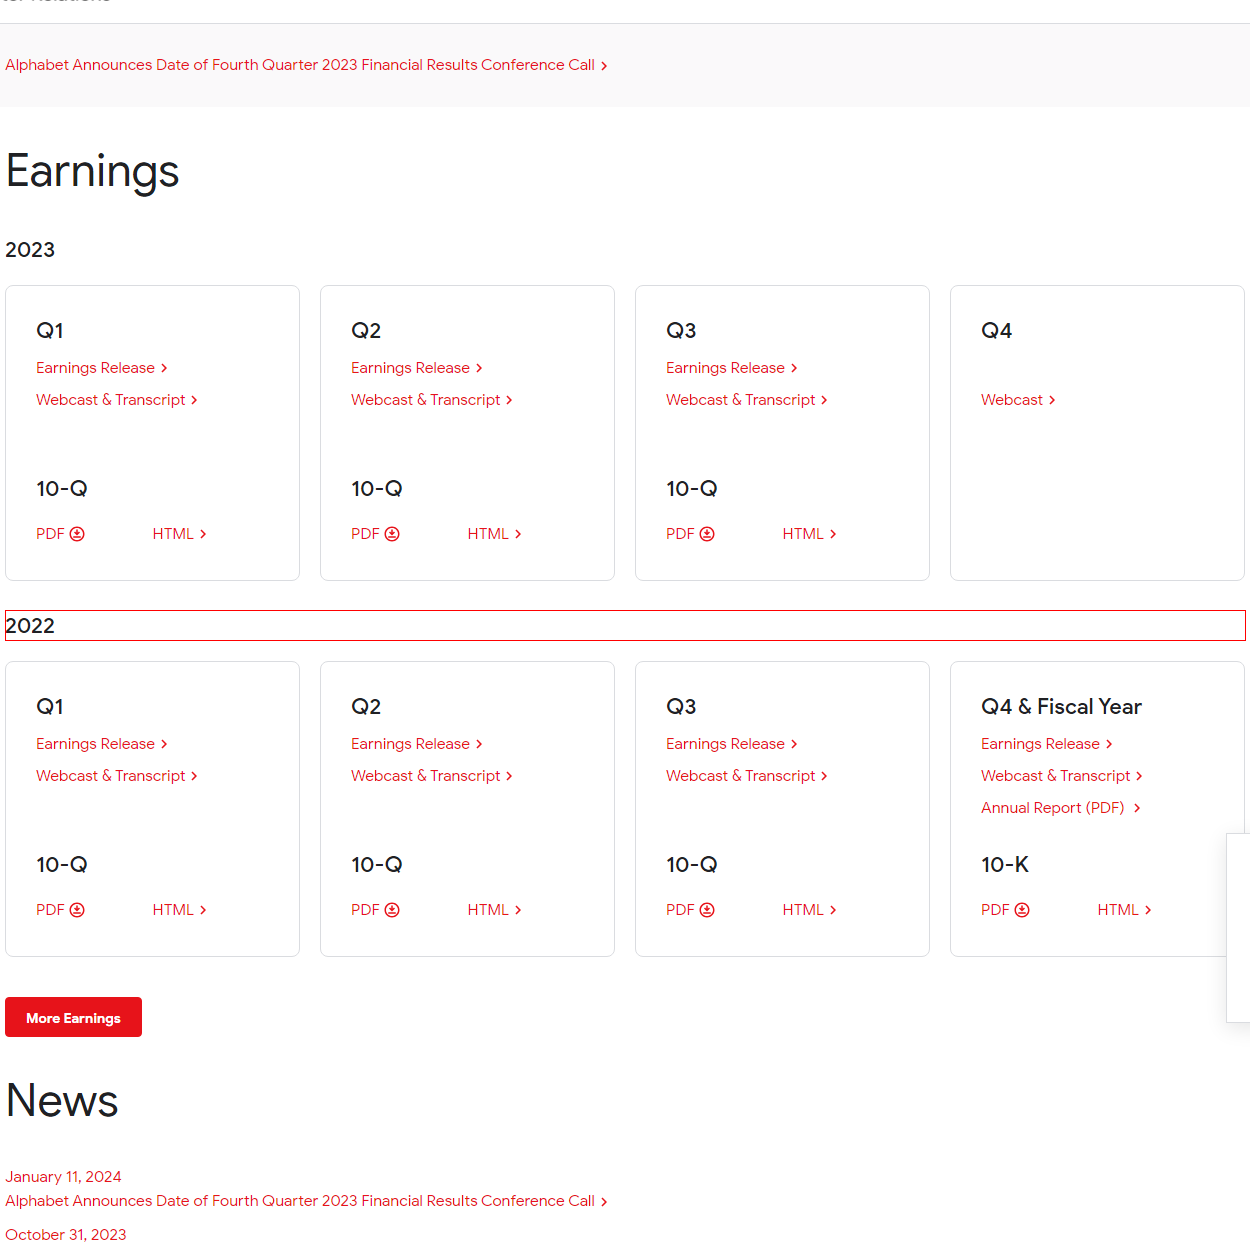 Alphabet Announces Date of Fourth Quarter 2023 Financial Results Conference Call
Earnings
2023
Q1
Earnings Release
Webcast & Transcript
10-Q
PDF HTML
Q2
Earnings Release
Webcast & Transcript
10-Q
PDF HTML
Q3
Earnings Release
Webcast & Transcript
10-Q
PDF HTML
Q4
Webcast
2022
Q1
Earnings Release
Webcast & Transcript
10-Q
PDF HTML
Q2
Earnings Release
Webcast & Transcript
10-Q
PDF HTML
Q3
Earnings Release
Webcast & Transcript
10-Q
PDF HTML
Q4 & Fiscal Year
Earnings Release
Webcast & Transcript
Annual Report (PDF)
10-K
PDF HTML
More Earnings
News
January 11, 2024
Alphabet Announces Date of Fourth Quarter 2023 Financial Results Conference Call
October 31, 2023